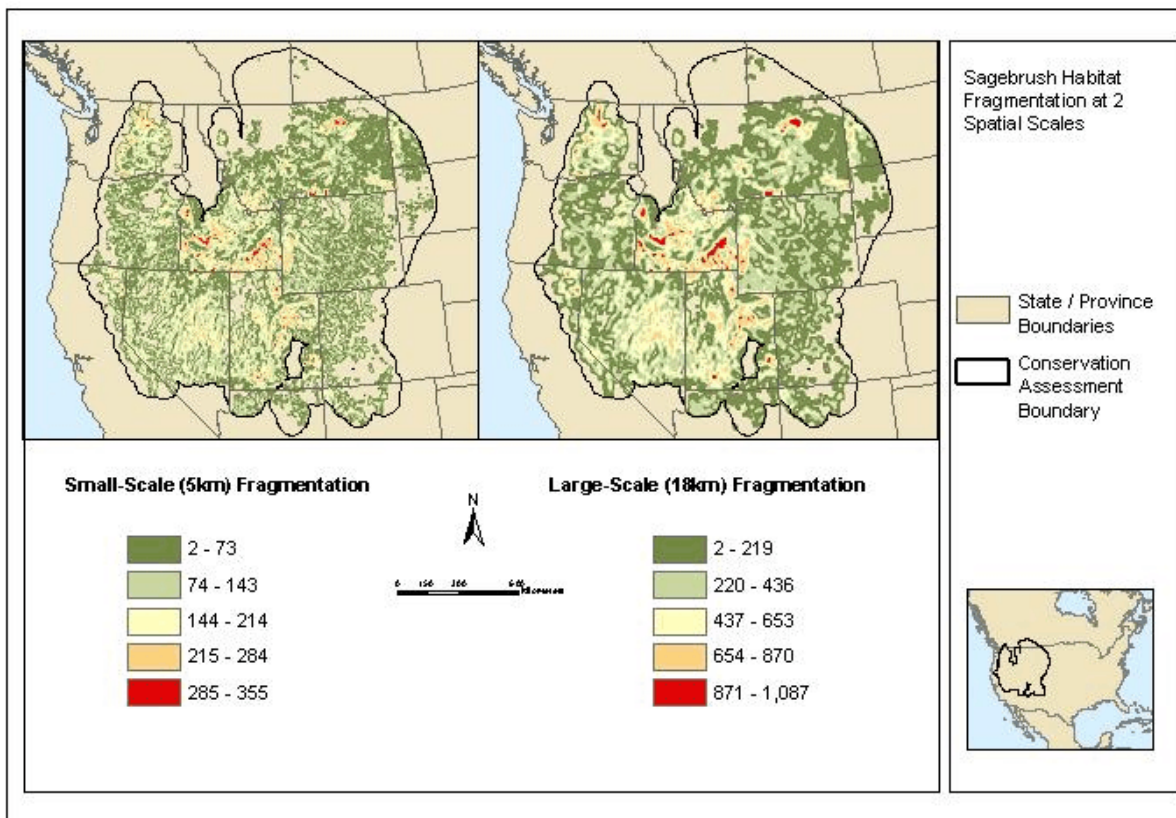 Sagebrush Habitat
Fragmentation at 2
Spatial Scales
State / Province
Boundaries
Conservation
Assessment
Boundary
Small-Scale (5km) Fragmentation
2 - 73
74 - 143
144 - 214
215 - 284
285 - 355
N
0
Large-Scale (18km) Fragmentation
2 - 219
220 - 436
437 - 653
654 - 870
871 - 1,087